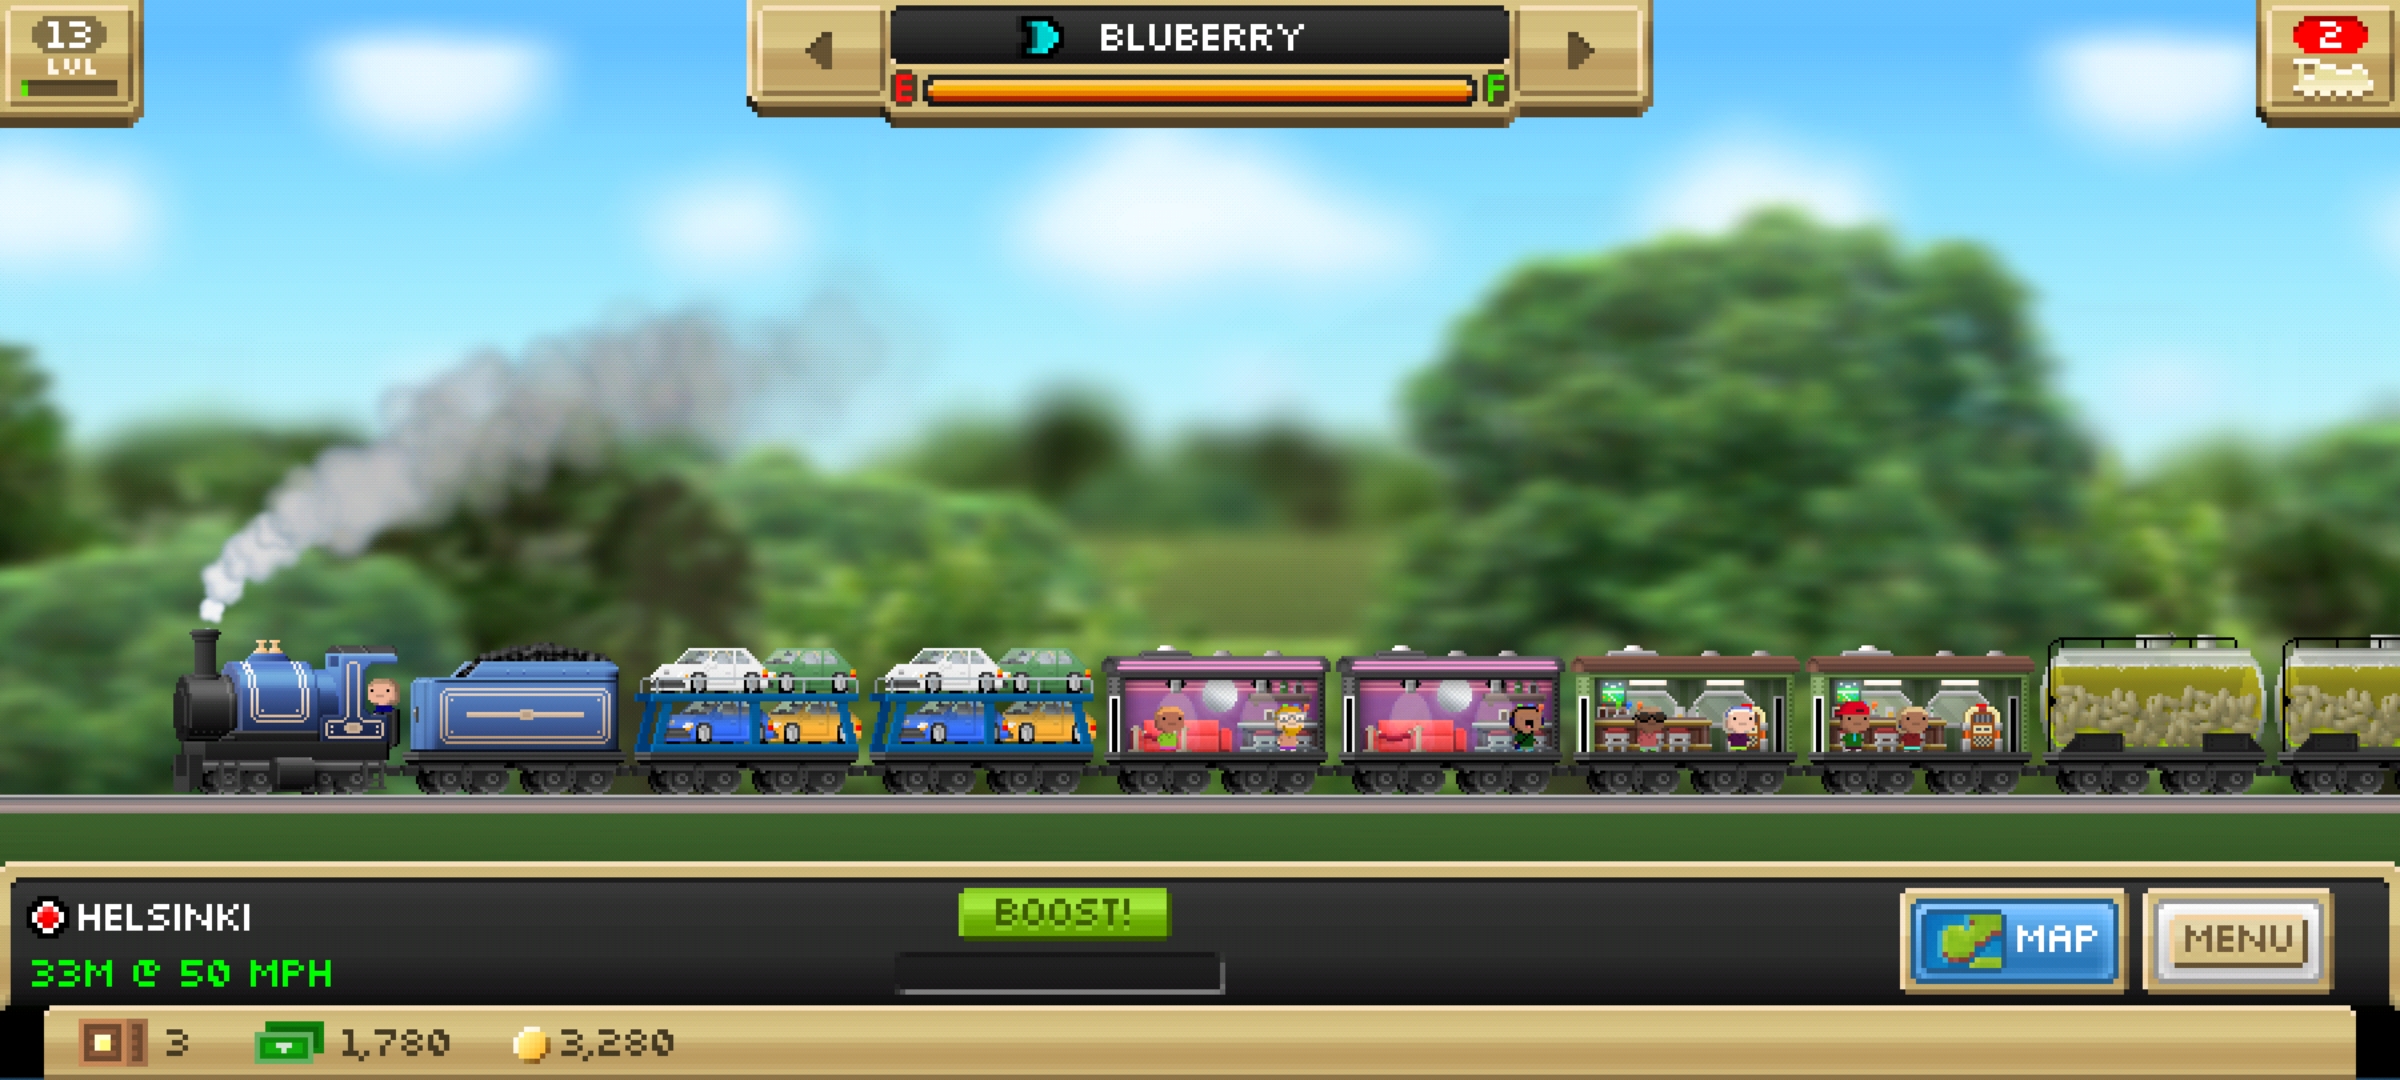 13
LVL
BLUBERRY
E F
2
HELSINKI
33M @ 50 MPH
BOOST!
MAP
MENU
3
1,780
3,280